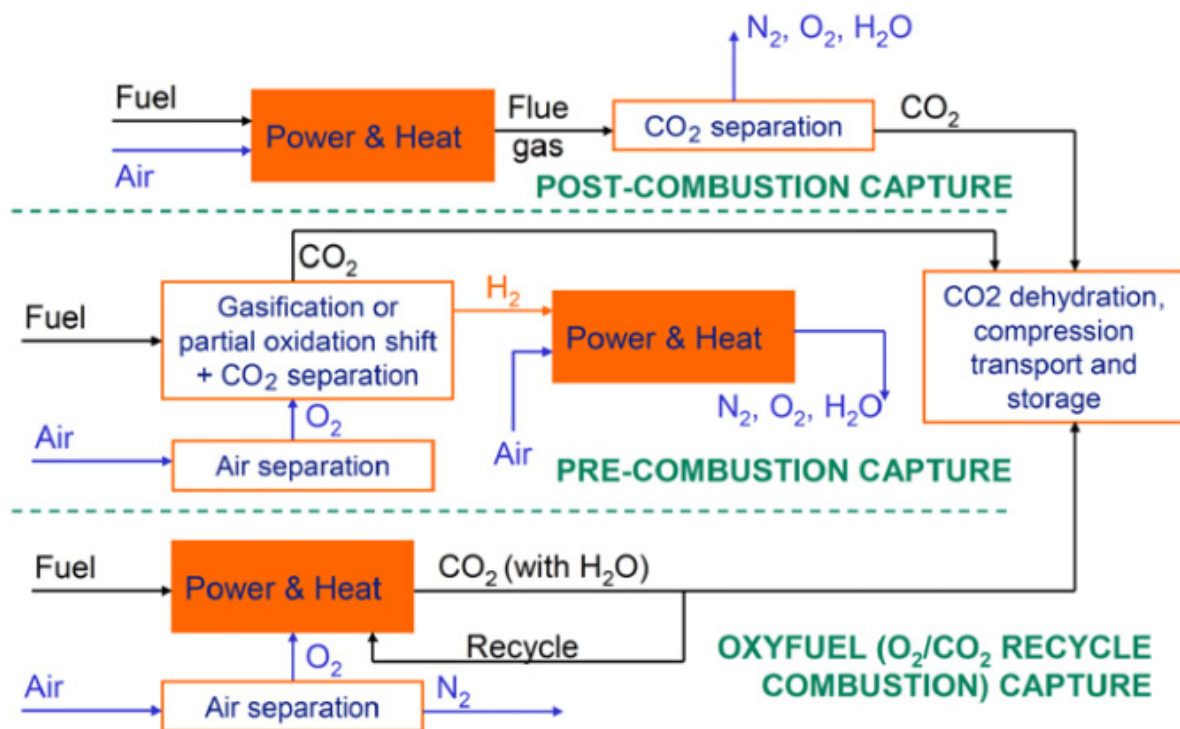 N₂, O₂, H₂O
Fuel
Air
Power & Heat
Flue
gas
CO₂ separation
CO₂
POST-COMBUSTION CAPTURE
CO₂
Fuel
Gasification or
partial oxidation shift
+ CO₂ separation
H₂
Power & Heat
CO2 dehydration,
compression
transport and
storage
N₂, O₂, H₂O
O₂
Air
Air separation
Air
PRE-COMBUSTION CAPTURE
Fuel
Power & Heat
CO₂ (with H₂O)
Recycle
O₂
Air
Air separation
N₂
OXYFUEL (O₂/CO₂ RECYCLE
COMBUSTION) CAPTURE